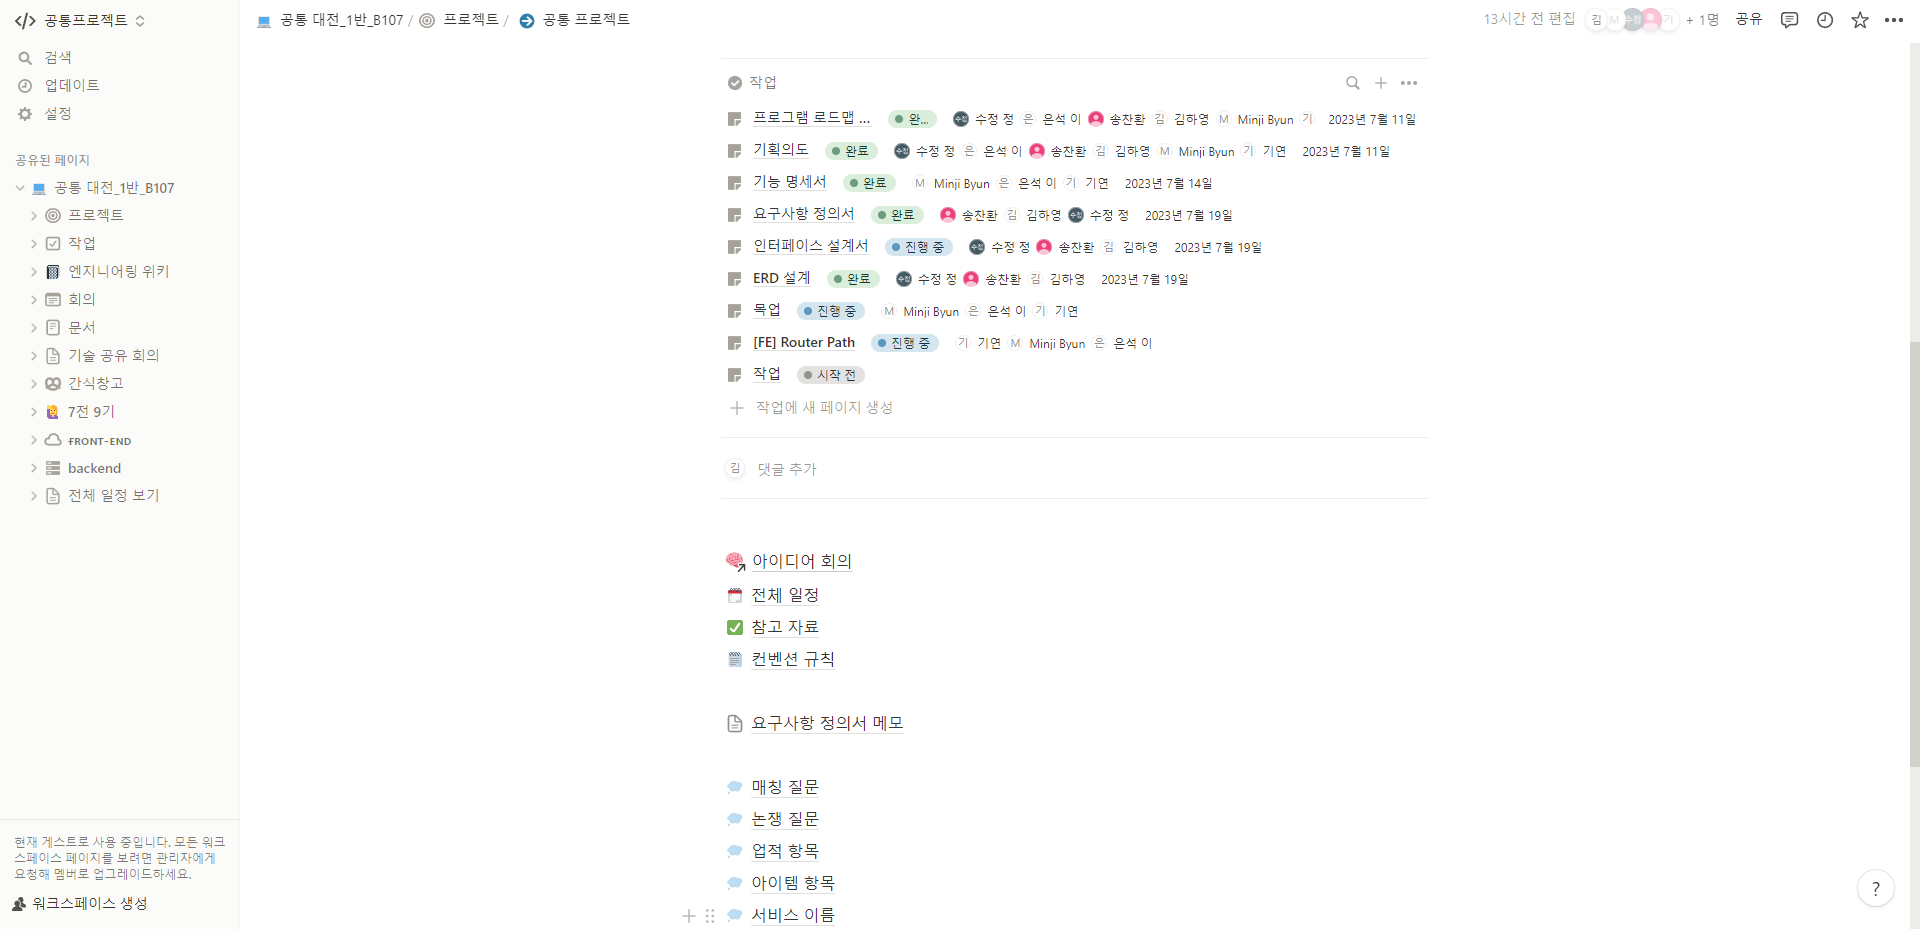 공통프로젝트
검색
업데이트
설정
공유된 페이지
공통 대전_1반_B107
프로젝트
작업
엔지니어링 위키
회의
문서
기술 공유 회의
간식창고
7전 9기
ꜰʀᴏɴᴛ-ᴇɴᴅ
backend
전체 일정 보기
현재 게스트로 사용 중입니다. 모든 워크
스페이스 페이지를 보려면 관리자에게
요청해 멤버로 업그레이드하세요.
워크스페이스 생성
공통 대전_1반_B107 / 프로젝트 / 공통 프로젝트
13시간 전 편집 김 M 수정 기 + 1명 공유
작업
프로그램 로드맵 ... 완... 수정 수정 정 은 은석 이 송찬환 김 김하영 M Minji Byun 기 2023년 7월 11일
기획의도 완료 수정 수정 정 은 은석 이 송찬환 김 김하영 M Minji Byun 기 기연 2023년 7월 11일
기능 명세서 완료 M Minji Byun 은 은석 이 기 기연 2023년 7월 14일
요구사항 정의서 완료 송찬환 김 김하영 수정 수정 정 2023년 7월 19일
인터페이스 설계서 진행 중 수정 수정 정 송찬환 김 김하영 2023년 7월 19일
ERD 설계 완료 수정 수정 정 송찬환 김 김하영 2023년 7월 19일
목업 진행 중 M Minji Byun 은 은석 이 기 기연
[FE] Router Path 진행 중 기 기연 M Minji Byun 은 은석 이
작업 시작 전
작업에 새 페이지 생성
김 댓글 추가
아이디어 회의
전체 일정
참고 자료
컨벤션 규칙
요구사항 정의서 메모
매칭 질문
논쟁 질문
업적 항목
아이템 항목
서비스 이름
?